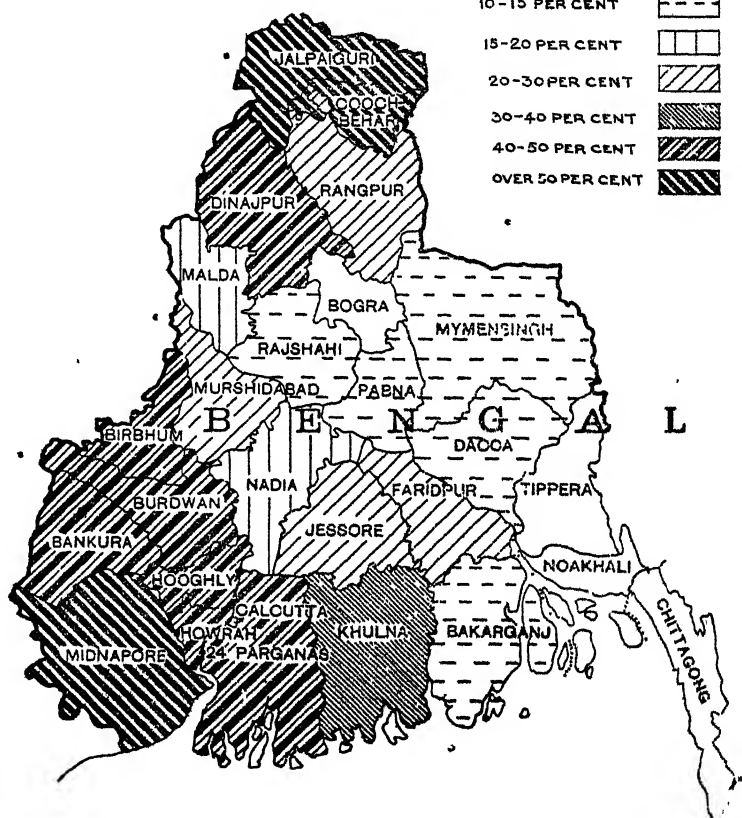 10-15 PER CENT
15-20 PER CENT
20-30 PER CENT
30-40 PER CENT
40-50 PER CENT
OVER 50 PER CENT
JALPAIGURI
COOCH
BEHAR
RANGPUR
DINAJPUR
MALDA
BOGRA
MYMENSINGH
RAJSHAHI
MURSHIDABAD
PABNA
BENGAL
BIRBHUM
DACCA
NADIA
FARIDPUR
TIPPERA
BURDWAN
JESSORE
BANKURA
NOAKHALI
HOOGHLY
CALCUTTA
HOWRAH
24 PARGANAS
KHULNA
BAKARGANJ
CHITTAGONG
MIDNAPORE